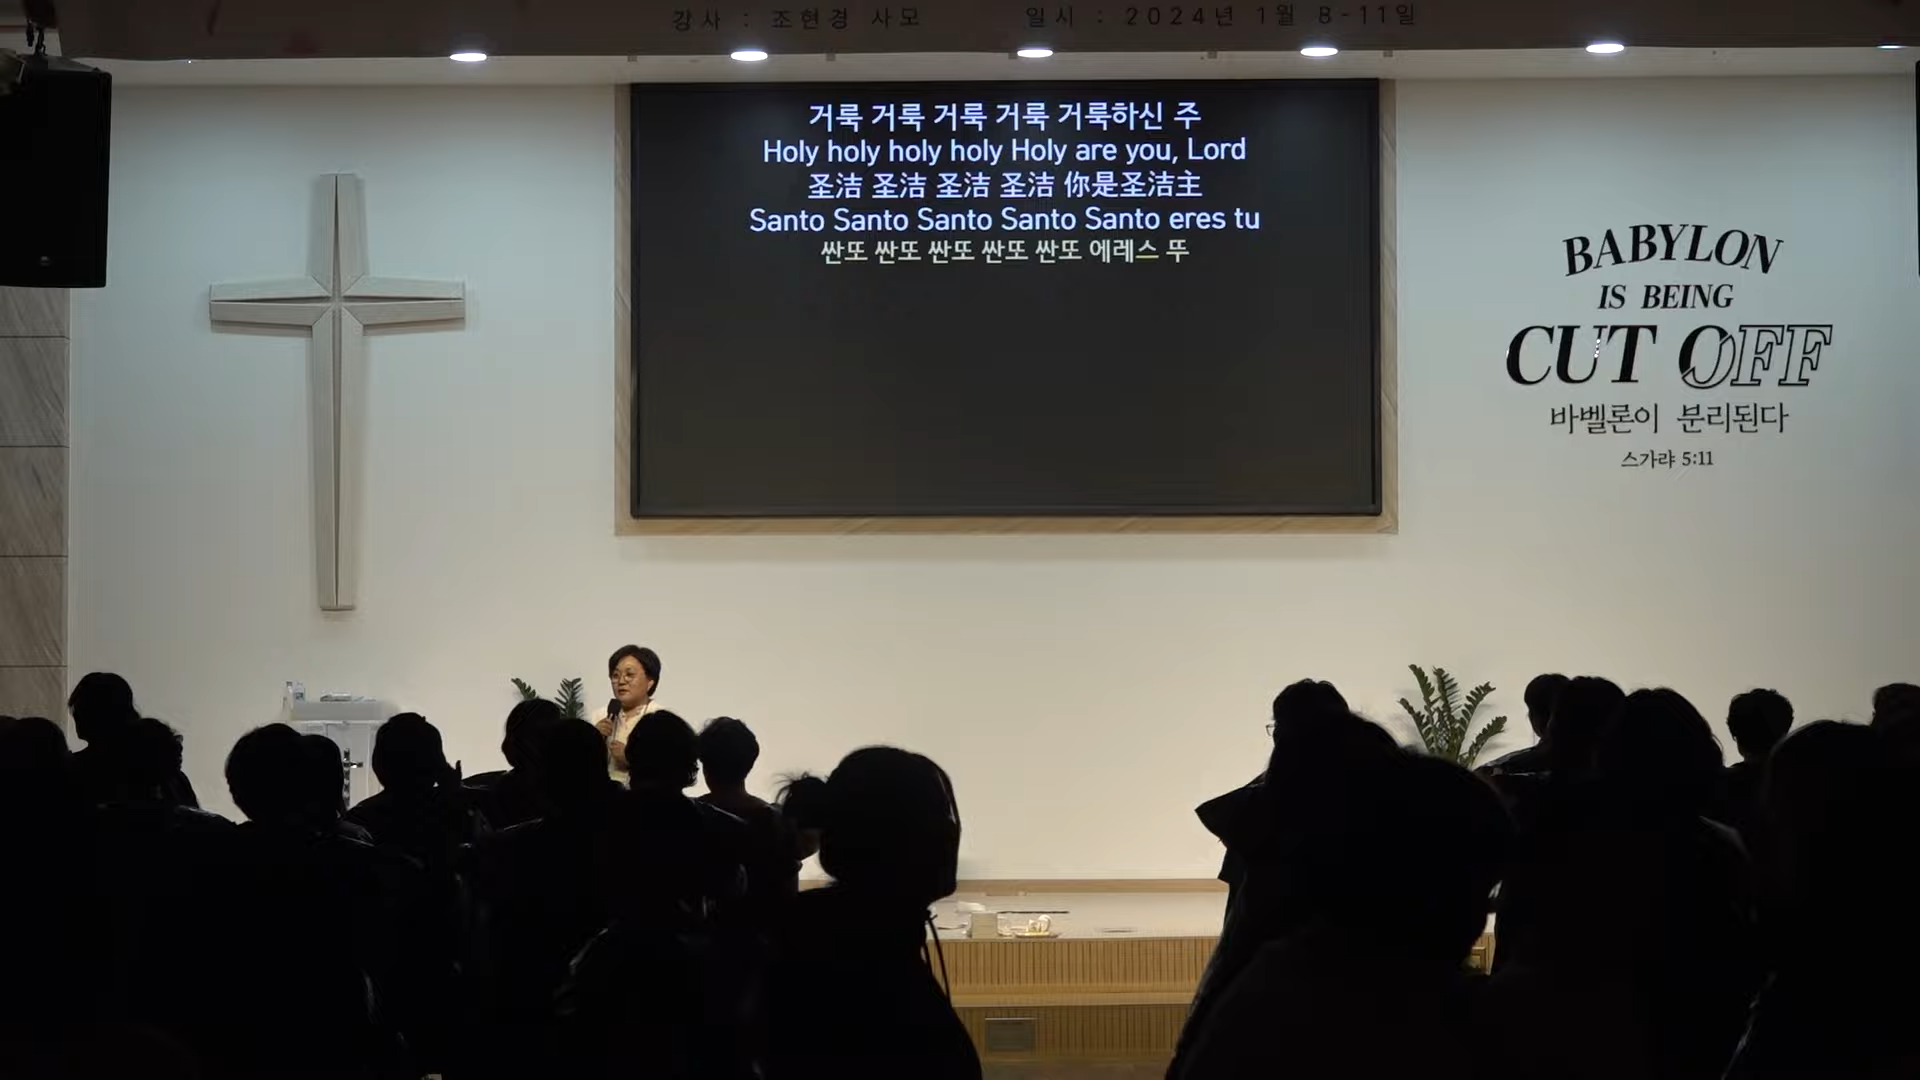 강사 : 조현경 사모 일시 : 2024년 1월 8-11일
거룩 거룩 거룩 거룩 거룩하신 주
Holy holy holy holy Holy are you, Lord
圣洁 圣洁 圣洁 圣洁 你是圣洁主
Santo Santo Santo Santo Santo eres tu
싼또 싼또 싼또 싼또 싼또 에레스 뚜
BABYLON
IS BEING
CUT OFF
바벨론이 분리된다
스가랴 5:11